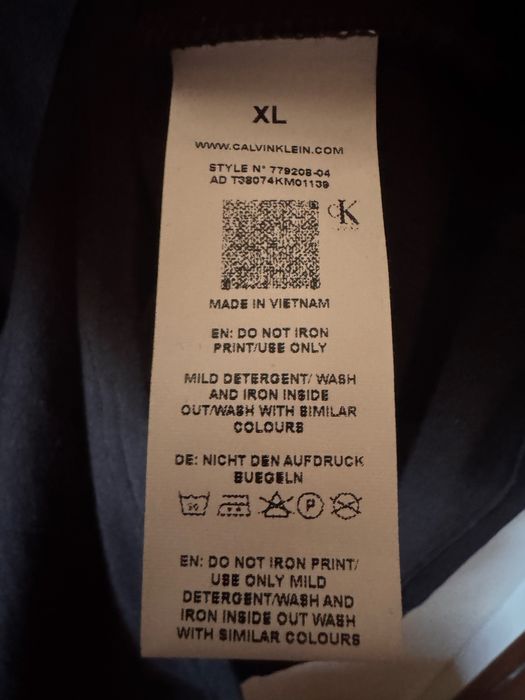 XL
WWW.CALVINKLEIN.COM
STYLE N° 779208-04
AD T38074KM01139
CK
MADE IN VIETNAM
EN: DO NOT IRON
PRINT/USE ONLY
MILD DETERGENT/ WASH
AND IRON INSIDE
OUT/WASH WITH SIMILAR
COLOURS
DE: NICHT DEN AUFDRUCK
BUEGELN
30
P
EN: DO NOT IRON PRINT/
USE ONLY MILD
DETERGENT/WASH AND
IRON INSIDE OUT WASH
WITH SIMILAR COLOURS